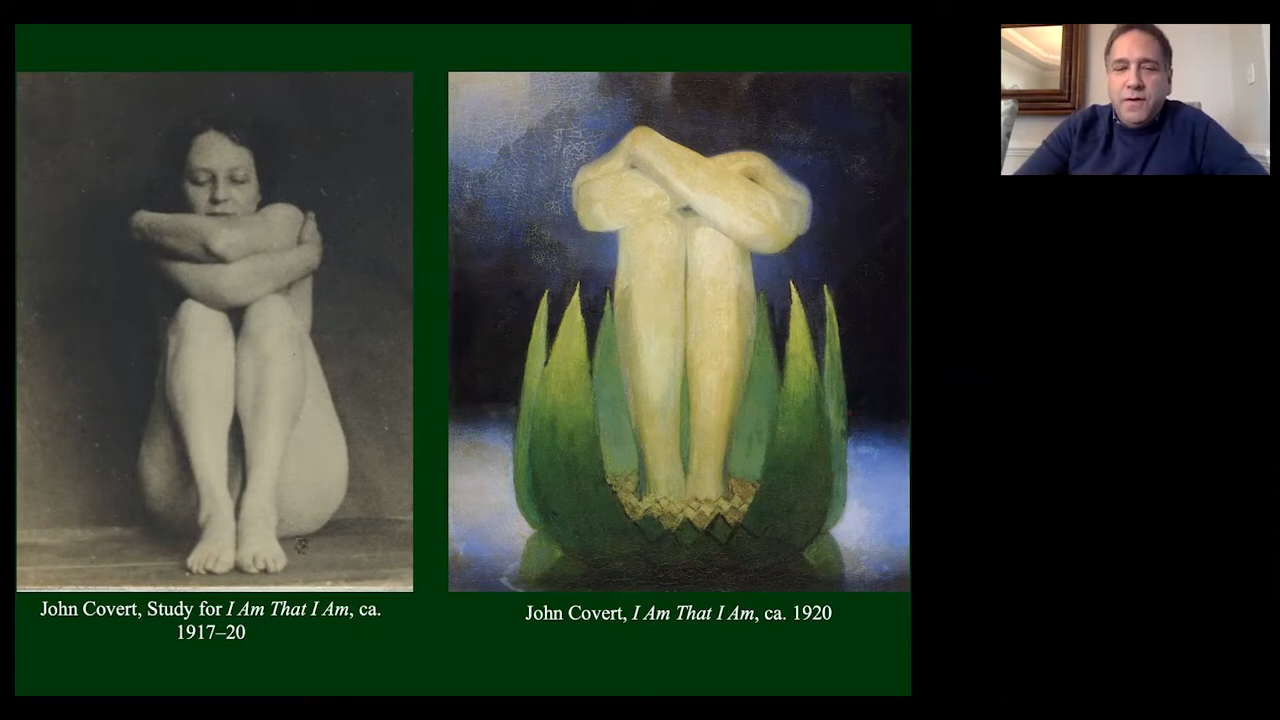 John Covert, Study for I Am That I Am, ca.
1917–20
John Covert, I Am That I Am, ca. 1920